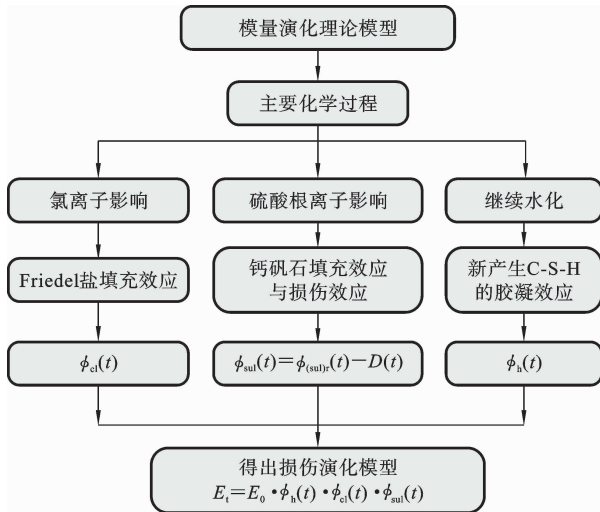 模量演化理论模型
主要化学过程
氯离子影响
硫酸根离子影响
继续水化
Friedel盐填充效应
钙矾石填充效应
与损伤效应
新产生C-S-H
的胶凝效应
ϕcl(t)
ϕsul(t)=ϕ(sul)r(t)−D(t)
ϕh(t)
得出损伤演化模型
Et=E0·ϕh(t)·ϕcl(t)·ϕsul(t)